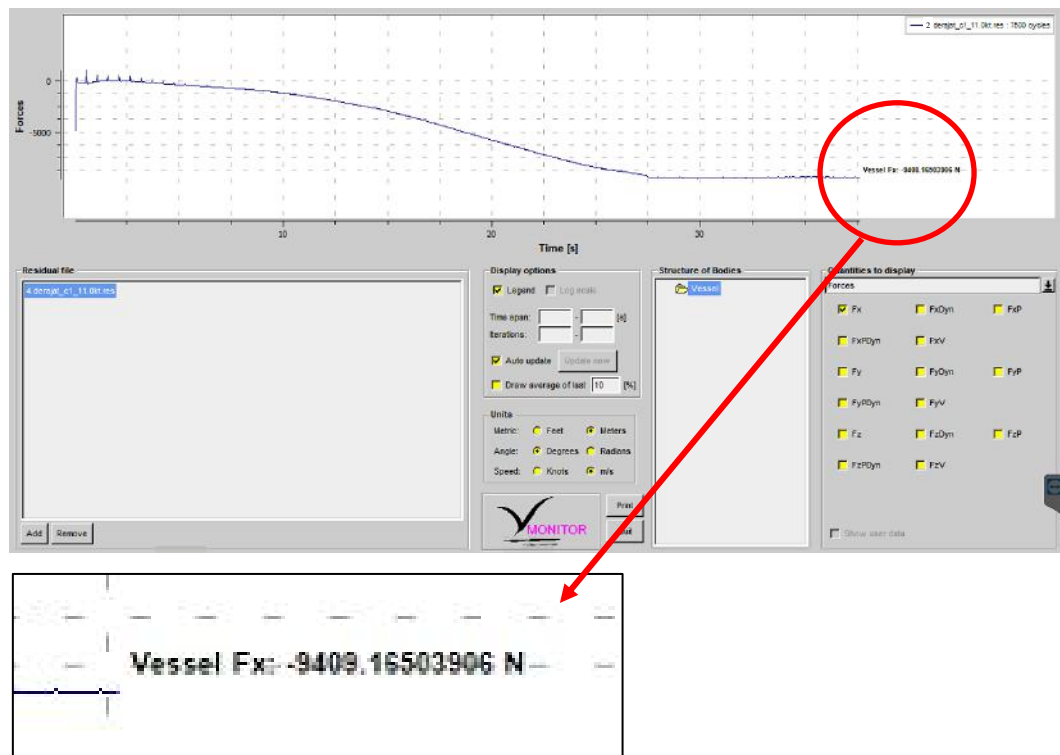 2 derajat_c1_11.0kt.res : 7500 cycles
0
-5000
Forces
Vessel Fx: -9409.16503906 N
10
20
30
Time [s]
Residual file
4 derajat_c1_11.0kt.res
Add
Remove
Display options
Legend
Log scale
Time span:
-
[s]
Iterations:
-
Auto update
Update now
Draw average of last
10
[%]
Units
Metric:
Feet
Meters
Angle:
Degrees
Radians
Speed:
Knots
m/s
MONITOR
Print
Structure of Bodies
Vessel
Quantities to display
Forces
Fx
FxDyn
FxP
FxPDyn
FxV
Fy
FyDyn
FyP
FyPDyn
FyV
Fz
FzDyn
FzP
FzPDyn
FzV
Show user data
Vessel Fx: -9409.16503906 N